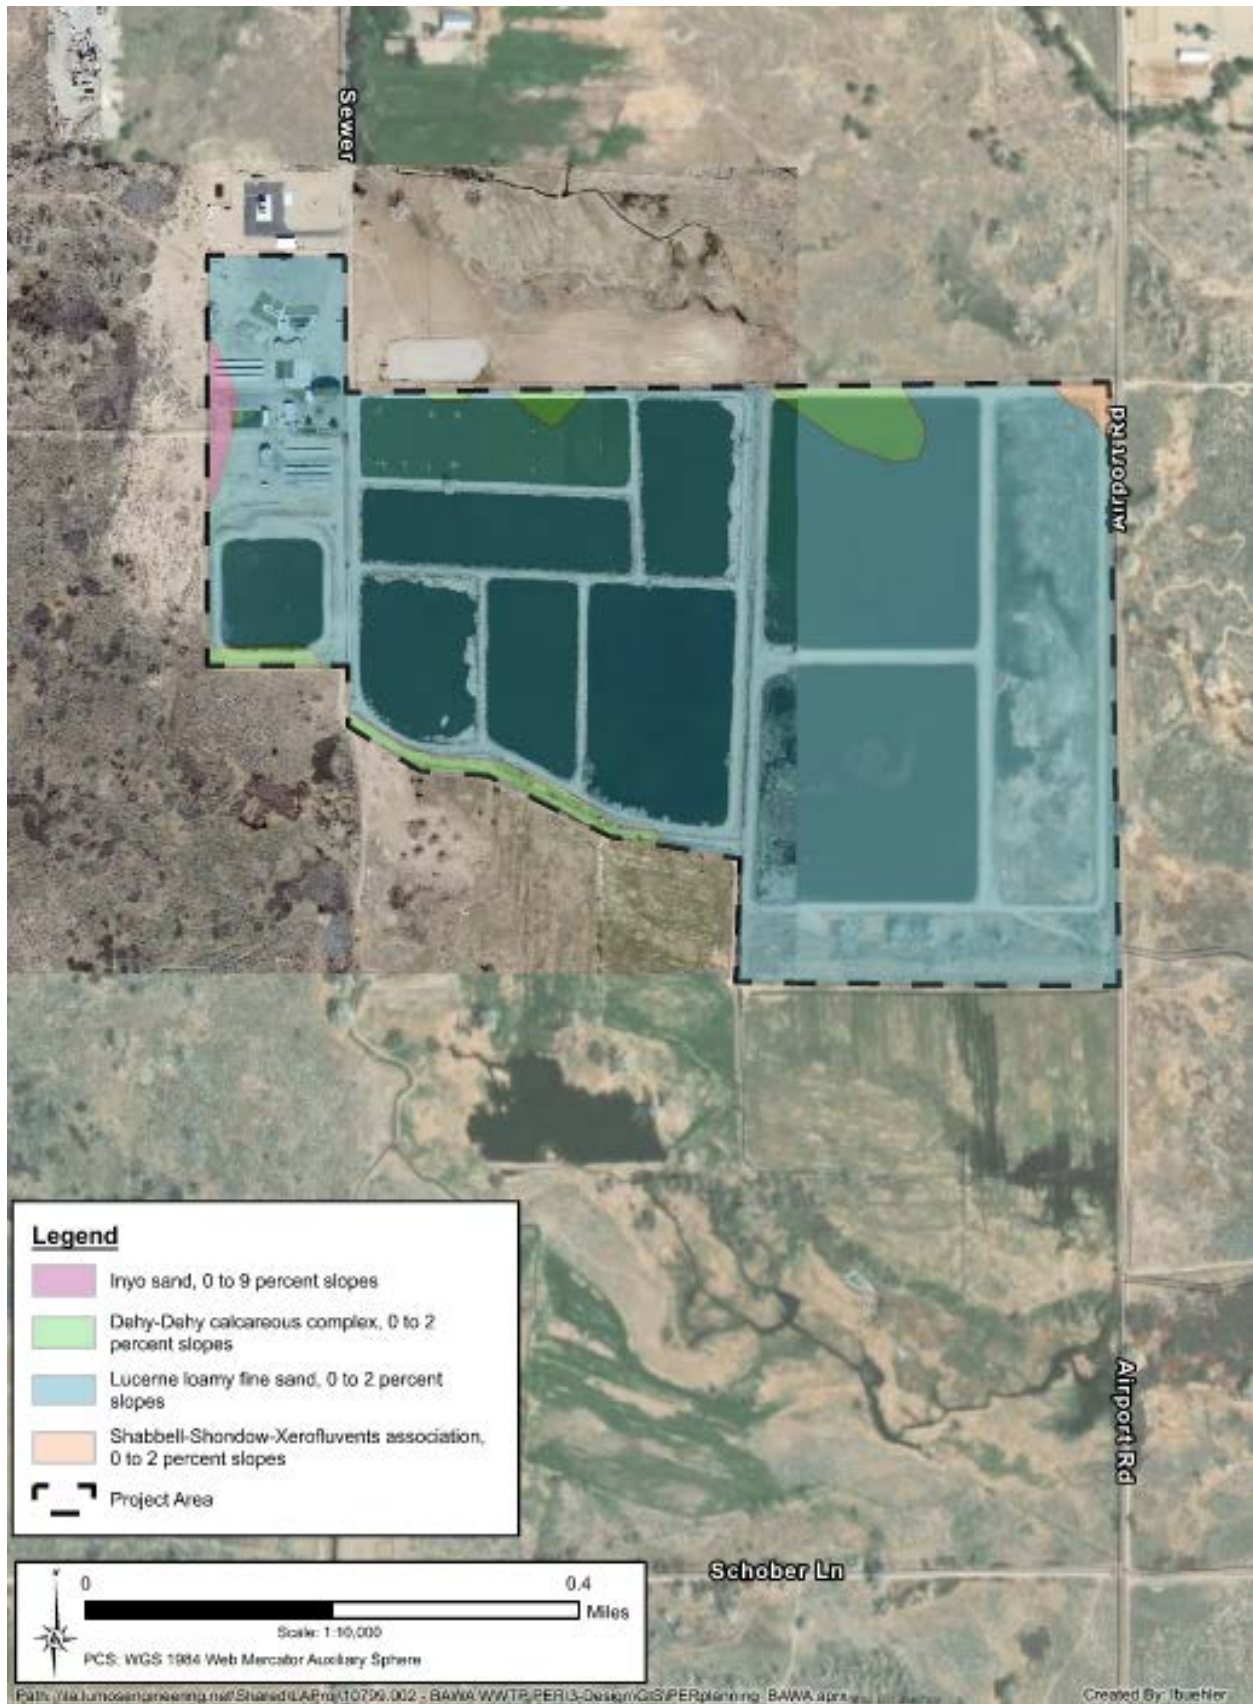 Sewer
Airport Rd
Legend
Inyo sand, 0 to 9 percent slopes
Dehy-Dehy calcareous complex, 0 to 2
percent slopes
Lucerne loamy fine sand, 0 to 2 percent
slopes
Shabbell-Shondow-Xerofluvents association,
0 to 2 percent slopes
Project Area
Airport Rd
Schober Ln
0 0.4
Miles
Scale: 1:10,000
PCS: WGS 1984 Web Mercator Auxiliary Sphere
N
Created By: lbuehler